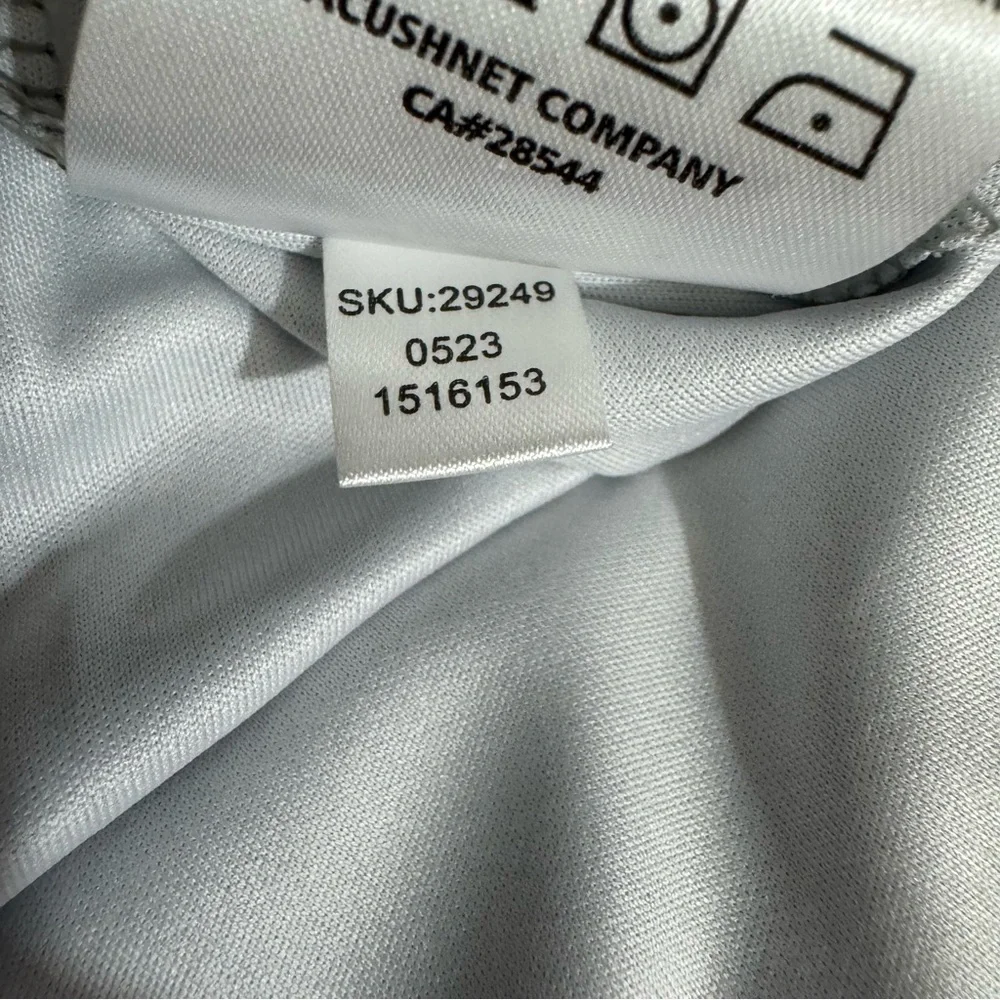 ACUSHNET COMPANY
CA#28544
SKU:29249
0523
1516153